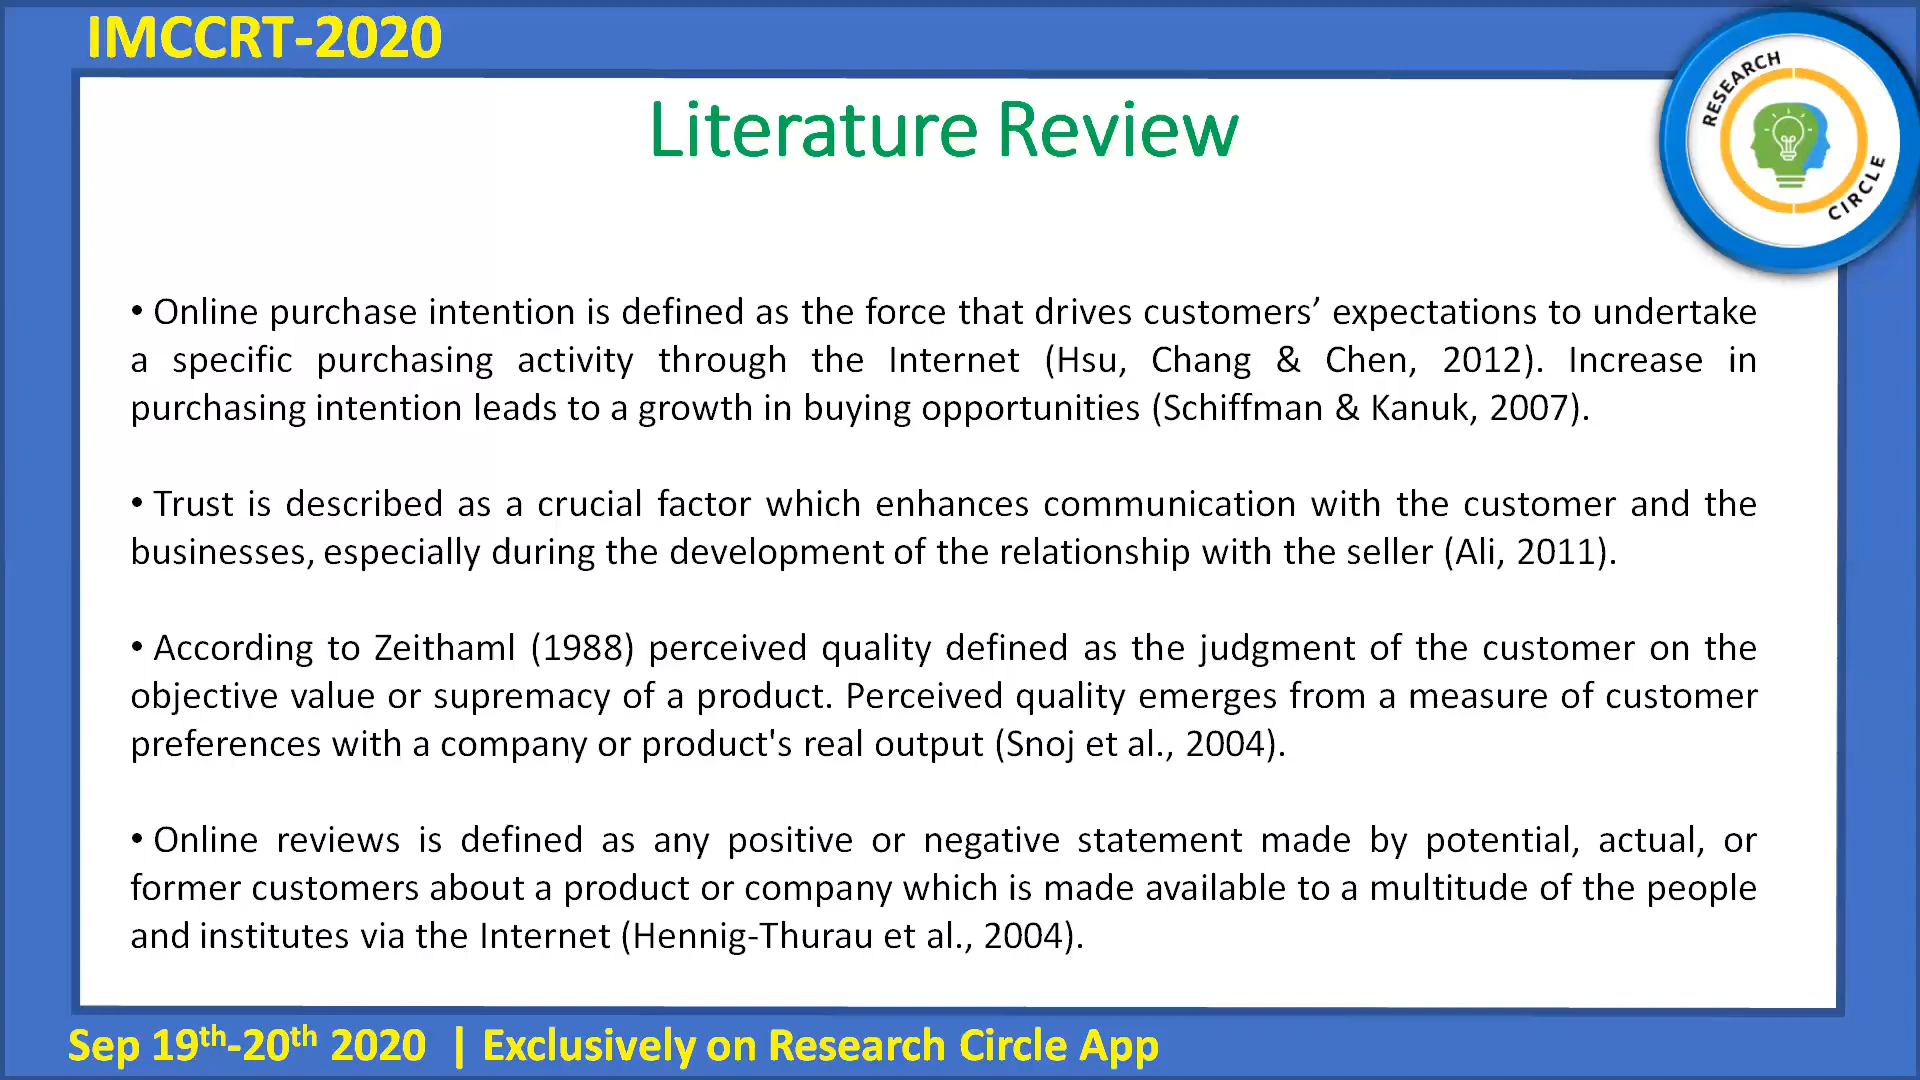 IMCCRT-2020
RESEARCH
CIRCLE
Literature Review
• Online purchase intention is defined as the force that drives customers’ expectations to undertake
a specific purchasing activity through the Internet (Hsu, Chang & Chen, 2012). Increase in
purchasing intention leads to a growth in buying opportunities (Schiffman & Kanuk, 2007).
• Trust is described as a crucial factor which enhances communication with the customer and the
businesses, especially during the development of the relationship with the seller (Ali, 2011).
• According to Zeithaml (1988) perceived quality defined as the judgment of the customer on the
objective value or supremacy of a product. Perceived quality emerges from a measure of customer
preferences with a company or product's real output (Snoj et al., 2004).
• Online reviews is defined as any positive or negative statement made by potential, actual, or
former customers about a product or company which is made available to a multitude of the people
and institutes via the Internet (Hennig-Thurau et al., 2004).
Sep 19th-20th 2020 | Exclusively on Research Circle App